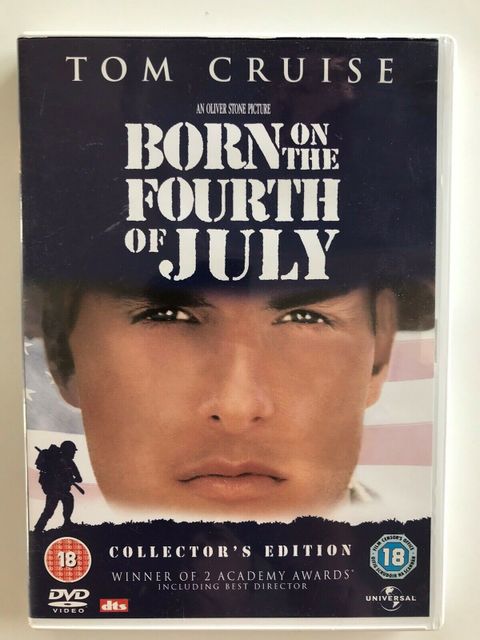 TOM CRUISE
AN OLIVER STONE PICTURE
BORN ON THE
FOURTH
OF JULY
18
COLLECTOR'S EDITION
18
WINNER OF 2 ACADEMY AWARDS*
INCLUDING BEST DIRECTOR
DVD
VIDEO
dts
UNIVERSAL